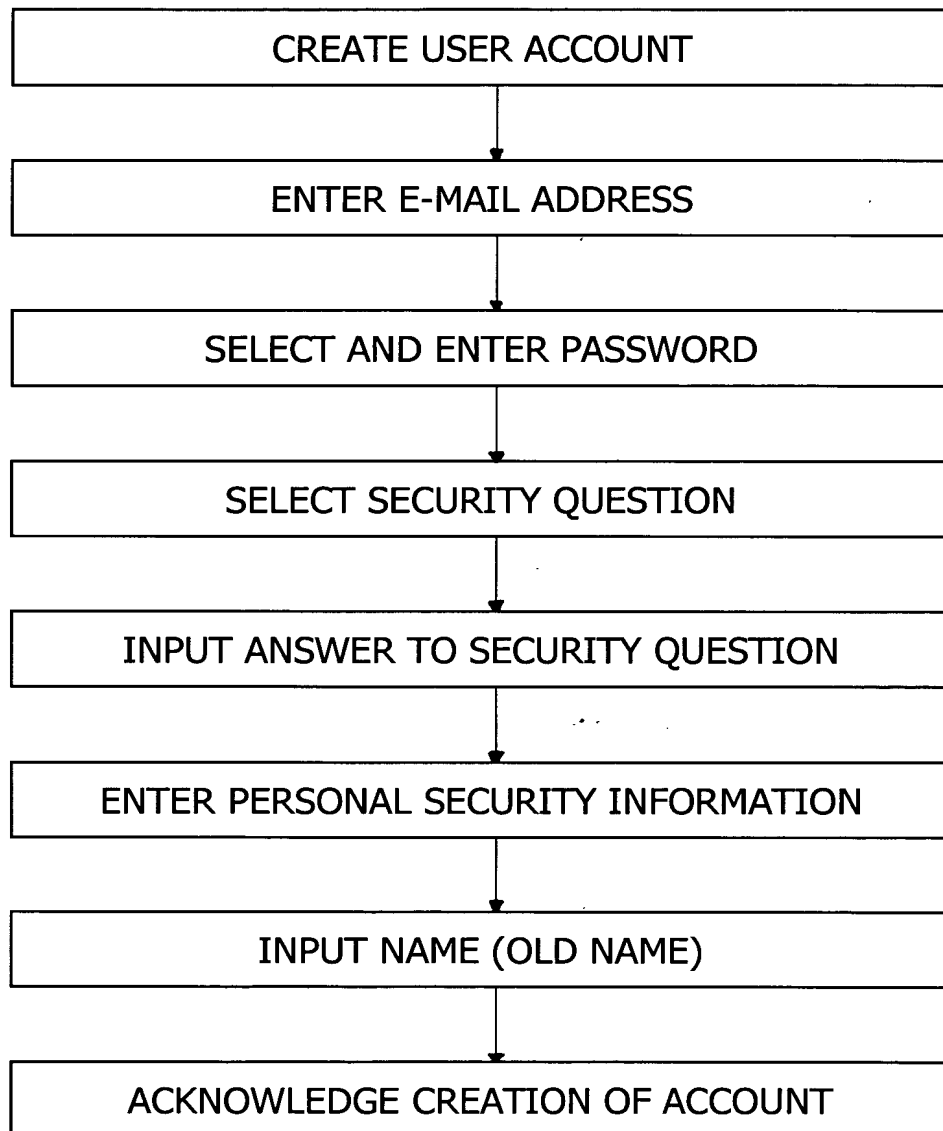 CREATE USER ACCOUNT
ENTER E-MAIL ADDRESS
SELECT AND ENTER PASSWORD
SELECT SECURITY QUESTION
INPUT ANSWER TO SECURITY QUESTION
ENTER PERSONAL SECURITY INFORMATION
INPUT NAME (OLD NAME)
ACKNOWLEDGE CREATION OF ACCOUNT